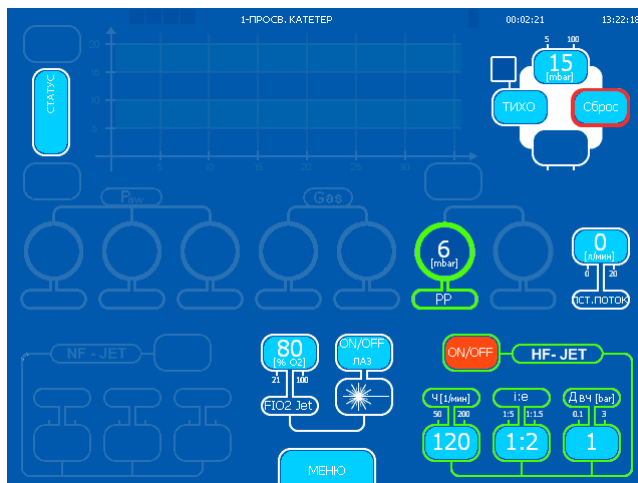 1-ПРОСВ. КАТЕТЕР 00:02:21 13:22:18
5 100
15
[mbar]
СТАТУС
ТИХО
Сброс
20
15
10
5
5 10 15 20 25 30
Paw
Gas
6
[mbar]
PP
0
[л/мин]
0 20
ПСТ.ПОТОК
NF - JET
80
[% O2]
21 100
FIO2 Jet
ON/OFF
ЛАЗ
ON/OFF
HF- JET
Ч[1/мин] i:e Д ВЧ [bar]
50 200 1:5 1:1.5 0.1 3
120 1:2 1
МЕНЮ